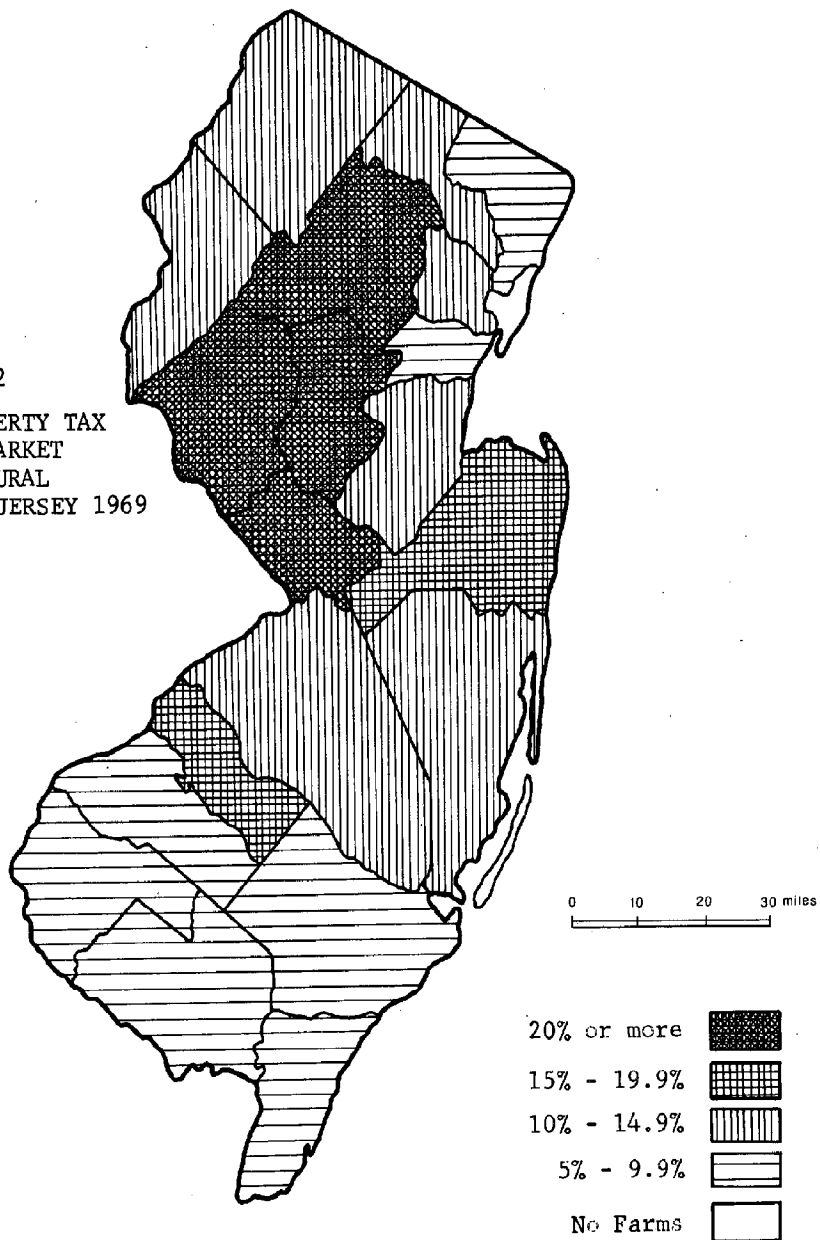 2
ERTY TAX
ARKET
URAL
JERSEY 1969
0 10 20 30 miles
20% or more
15% - 19.9%
10% - 14.9%
5% - 9.9%
No Farms